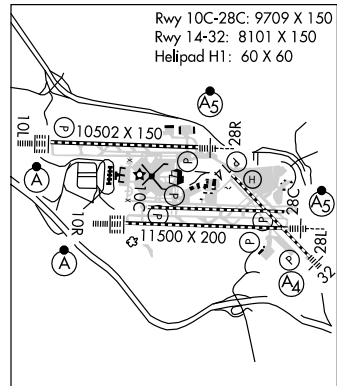 Rwy 10C-28C: 9709 X 150
Rwy 14-32: 8101 X 150
Helipad H1: 60 X 60
A5
10L
P
10502 X 150
28R
P
P
H
A
P
10C
28C
A5
10R
P
P
11500 X 200
28L
A
P
P
32
A4